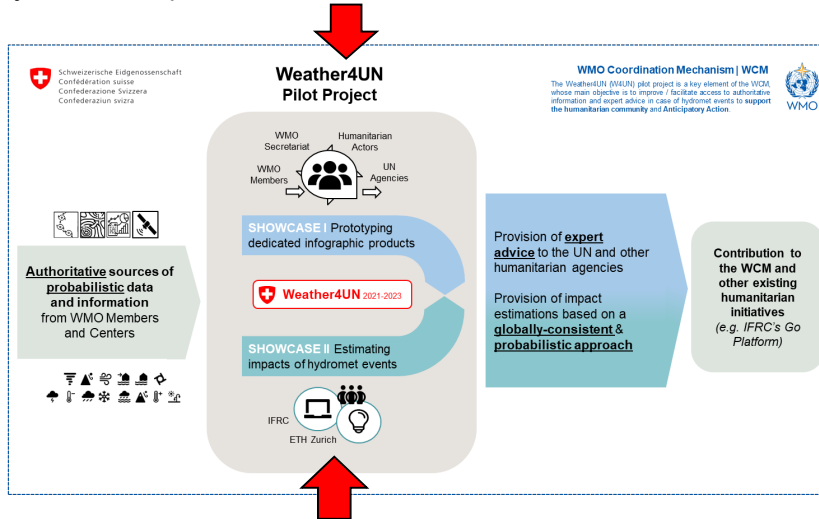 Schweizerische Eidgenossenschaft
Confédération suisse
Confederazione Svizzera
Confederaziun svizra
Weather4UN
Pilot Project
WMO Coordination Mechanism | WCM
The Weather4UN (W4UN) pilot project is a key element of the WCM,
whose main objective is to improve / facilitate access to authoritative
information and expert advice in case of hydromet events to support
the humanitarian community and Anticipatory Action.
WMO
WMO
Secretariat
Humanitarian
Actors
WMO
Members
UN
Agencies
SHOWCASE I Prototyping
dedicated infographic products
Weather4UN 2021-2023
SHOWCASE II Estimating
impacts of hydromet events
IFRC
ETH Zurich
Authoritative sources of
probabilistic data
and information
from WMO Members
and Centers
Provision of expert
advice to the UN and other
humanitarian agencies
Provision of impact
estimations based on a
globally-consistent &
probabilistic approach
Contribution to
the WCM and
other existing
humanitarian
initiatives
(e.g. IFRC's Go
Platform)